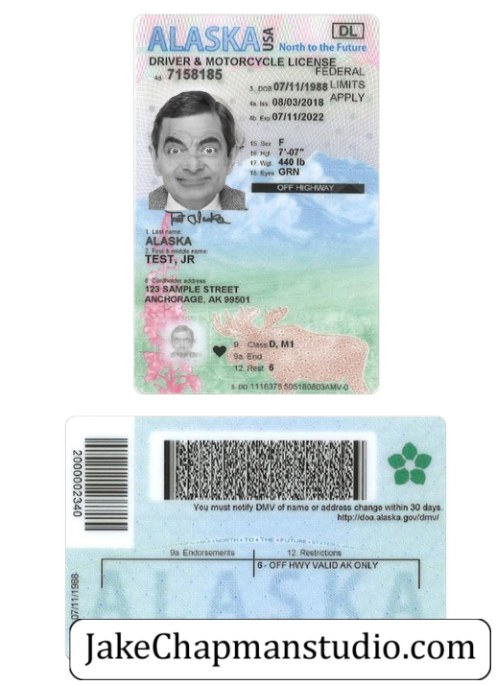 ALASKA USA DL
North to the Future
DRIVER & MOTORCYCLE LICENSE
4d. 7158185
FEDERAL
LIMITS
APPLY
3. DOB 07/11/1988
4a. Iss 08/03/2018
4b. Exp 07/11/2022
15. Sex F
16. Hgt 7'-07"
17. Wgt 440 lb
18. Eyes GRN
OFF HIGHWAY
1. Last name
ALASKA
2. First & middle name
TEST, JR
8. Cardholder address
123 SAMPLE STREET
ANCHORAGE, AK 99501
9. Class D, M1
9a. End
12. Rest 6
5. DD 1116378 505180803AMV-0
2000002340
You must notify DMV of name or address change within 30 days.
http://doa.alaska.gov/dmv/
NORTH • TO • THE • FUTURE
9a. Endorsements
12. Restrictions
6 - OFF HWY VALID AK ONLY
ALASKA
07/11/1988
JakeChapmanstudio.com